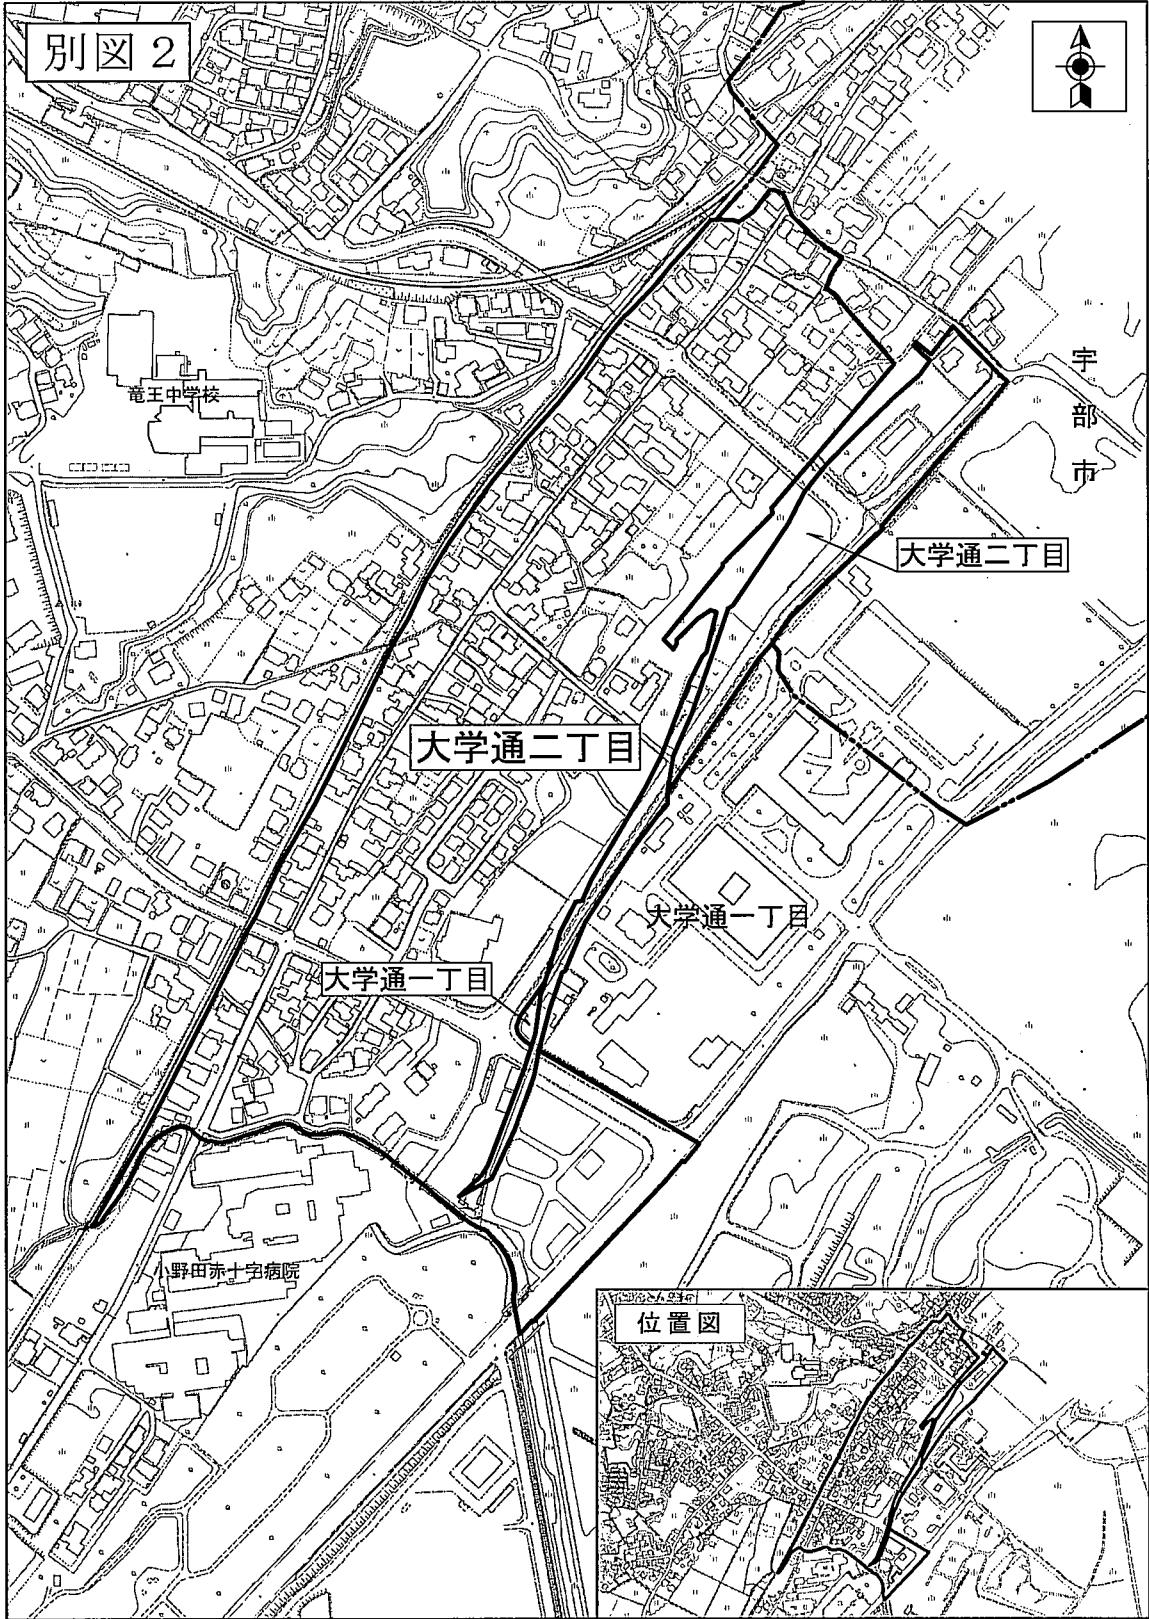 別図2
竜王中学校
宇部市
大学通二丁目
大学通二丁目
大学通一丁目
大学通一丁目
小野田赤十字病院
位置図